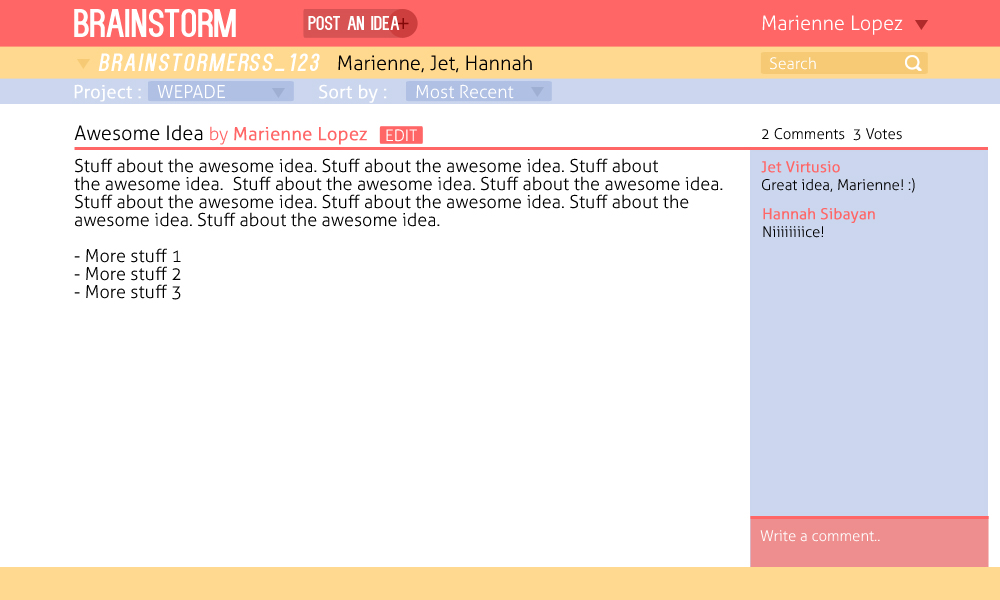 BRAINSTORM POST AN IDEA+ Marienne Lopez
BRAINSTORMERSS_123 Marienne, Jet, Hannah Search
Project : WEPADE Sort by : Most Recent
Awesome Idea by Marienne Lopez EDIT
Stuff about the awesome idea. Stuff about the awesome idea. Stuff about
the awesome idea. Stuff about the awesome idea. Stuff about the awesome idea.
Stuff about the awesome idea. Stuff about the awesome idea. Stuff about the
awesome idea. Stuff about the awesome idea.
- More stuff 1
- More stuff 2
- More stuff 3
2 Comments 3 Votes
Jet Virtusio
Great idea, Marienne! :)
Hannah Sibayan
Niiiiiiiice!
Write a comment..